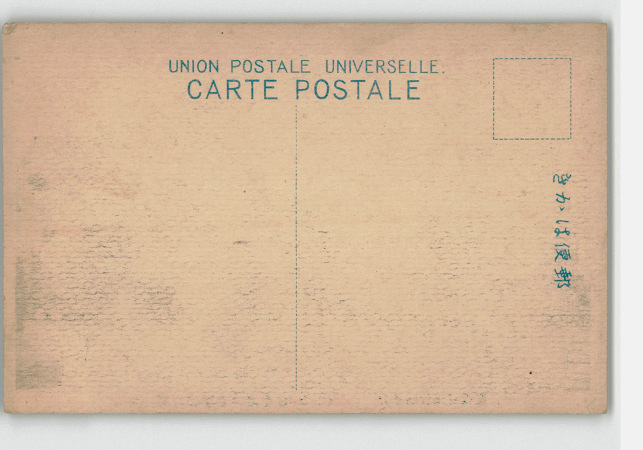 UNION POSTALE UNIVERSELLE.
CARTE POSTALE
郵便はかき